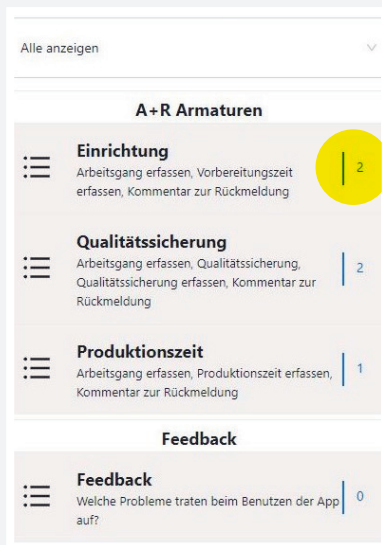 Alle anzeigen
A+R Armaturen
Einrichtung
Arbeitsgang erfassen, Vorbereitungszeit
erfassen, Kommentar zur Rückmeldung
2
Qualitätssicherung
Arbeitsgang erfassen, Qualitätssicherung,
Qualitätssicherung erfassen, Kommentar zur
Rückmeldung
2
Produktionszeit
Arbeitsgang erfassen, Produktionszeit erfassen,
Kommentar zur Rückmeldung
1
Feedback
Feedback
Welche Probleme traten beim Benutzen der App
auf?
0